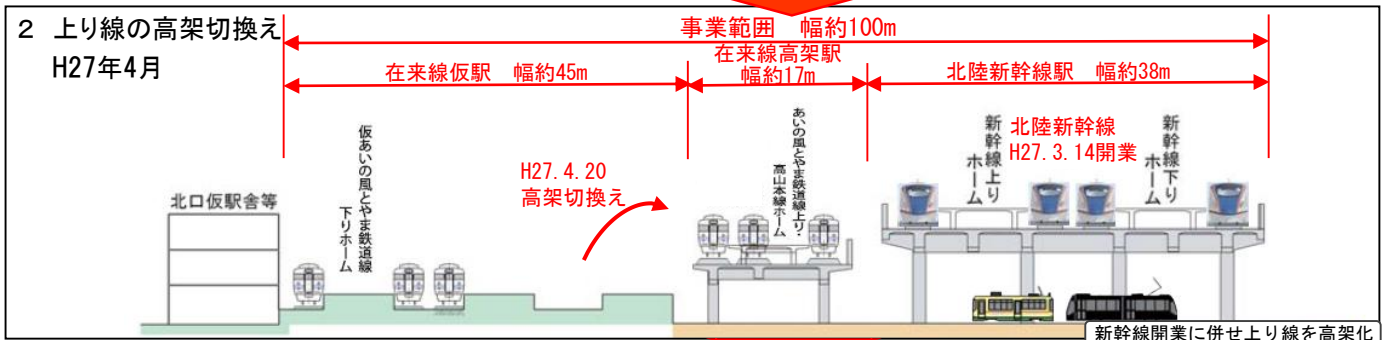 2 上り線の高架切換え
H27年4月
事業範囲 幅約100m
在来線仮駅 幅約45m
在来線高架駅
幅約17m
北陸新幹線駅 幅約38m
北口仮駅舎等
仮あいの風とやま鉄道線
下りホーム
H27.4.20
高架切換え
あいの風とやま鉄道線上り・
高山本線ホーム
新幹線上り
ホーム
北陸新幹線
H27.3.14開業
新幹線下り
ホーム
新幹線開業に併せ上り線を高架化